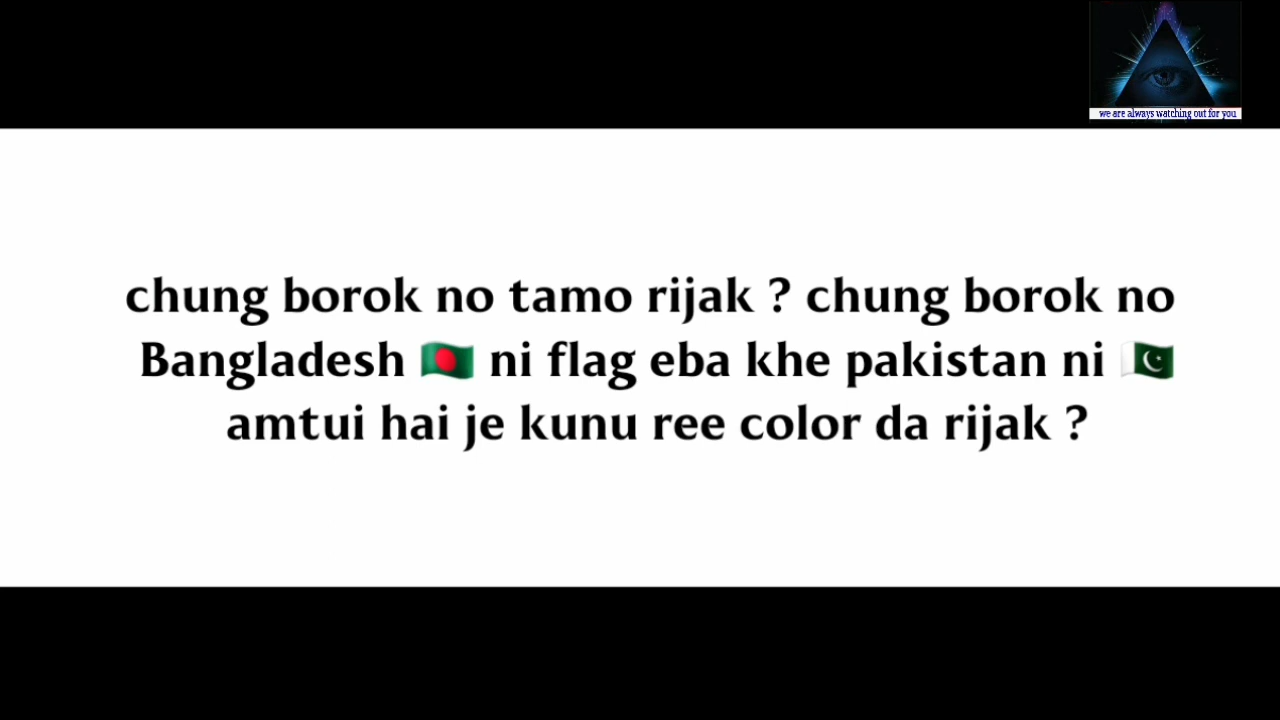 we are always watching out for you
chung borok no tamo rijak ? chung borok no
Bangladesh 🇧🇩 ni flag eba khe pakistan ni 🇵🇰
amtui hai je kunu ree color da rijak ?